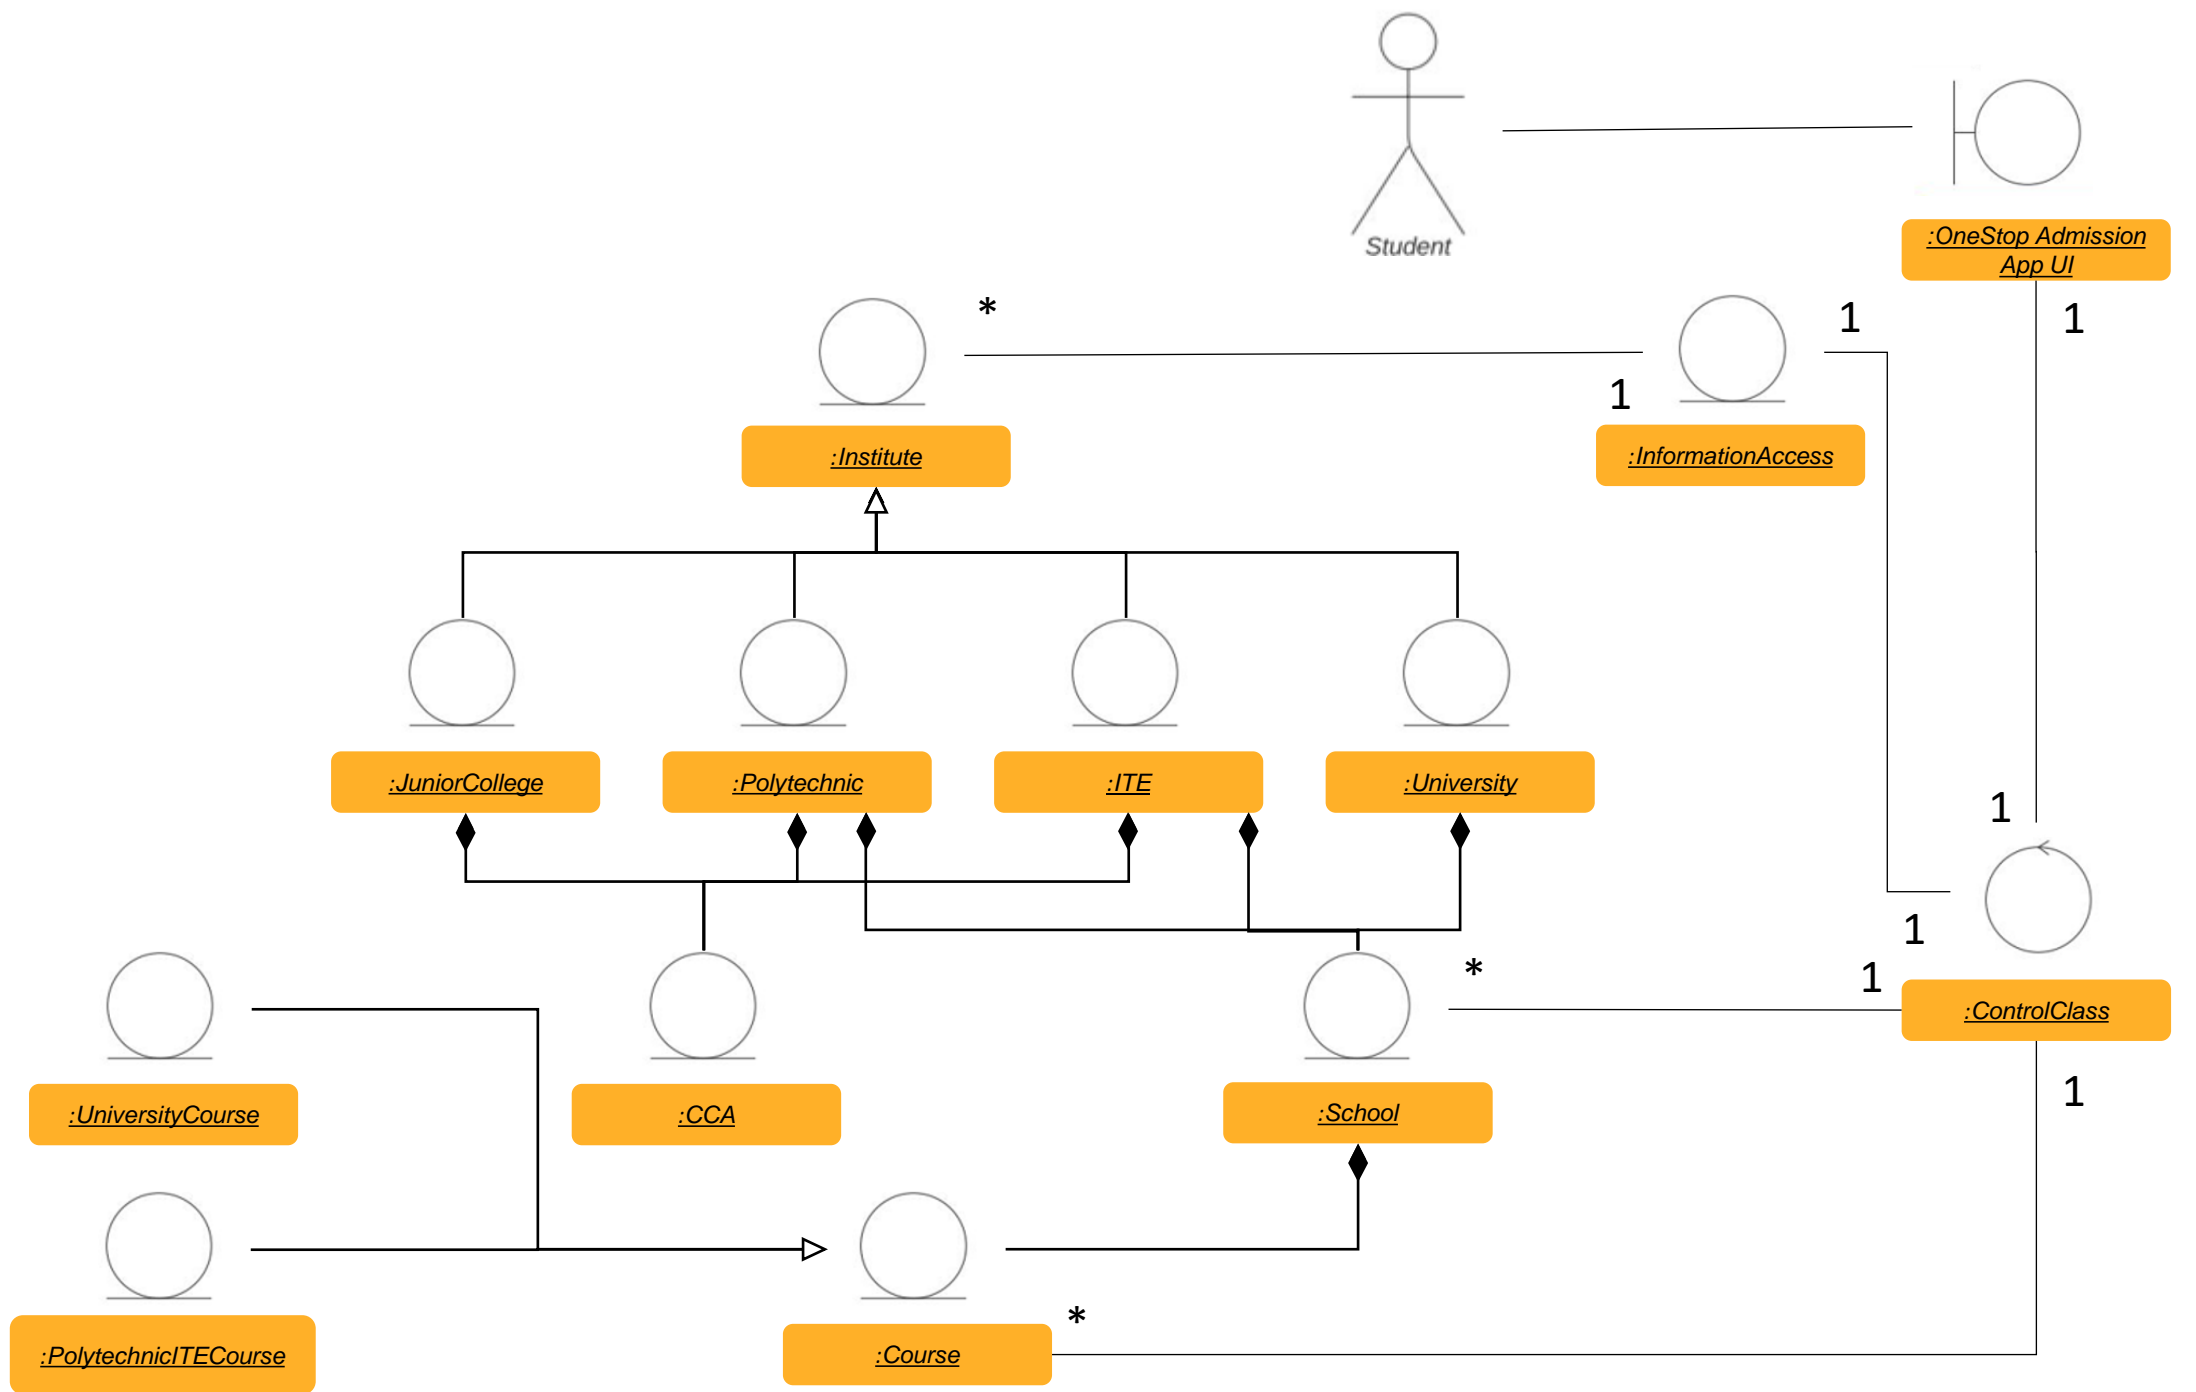 Student
:OneStop Admission
App UI
*
1
1
1
:Institute
:InformationAccess
:JuniorCollege
:Polytechnic
:ITE
:University
1
1
*
1
:ControlClass
:UniversityCourse
:CCA
:School
1
*
:PolytechnicITECourse
:Course